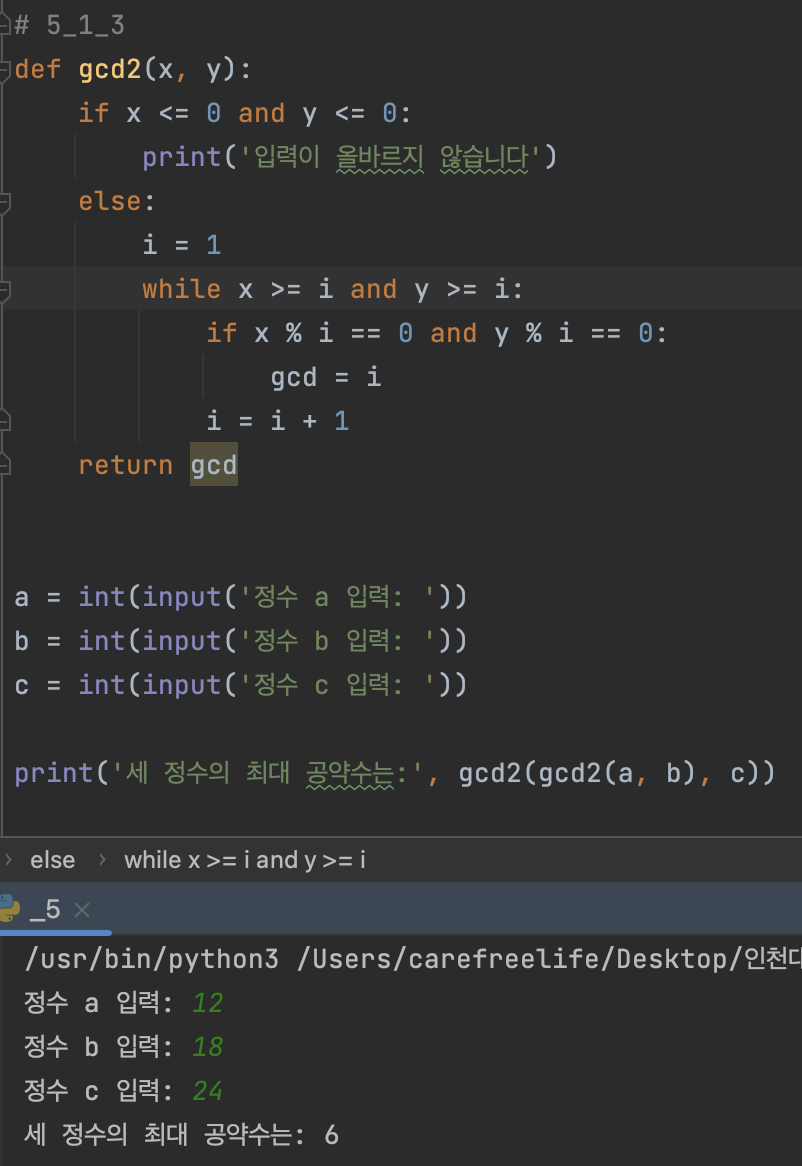 # 5_1_3
def gcd2(x, y):
    if x <= 0 and y <= 0:
        print('입력이 올바르지 않습니다')
    else:
        i = 1
        while x >= i and y >= i:
            if x % i == 0 and y % i == 0:
                gcd = i
            i = i + 1
    return gcd
a = int(input('정수 a 입력: '))
b = int(input('정수 b 입력: '))
c = int(input('정수 c 입력: '))
print('세 정수의 최대 공약수는:', gcd2(gcd2(a, b), c))
else while x >= i and y >= i
_5
/usr/bin/python3 /Users/carefreelife/Desktop/인천대
정수 a 입력: 12
정수 b 입력: 18
정수 c 입력: 24
세 정수의 최대 공약수는: 6